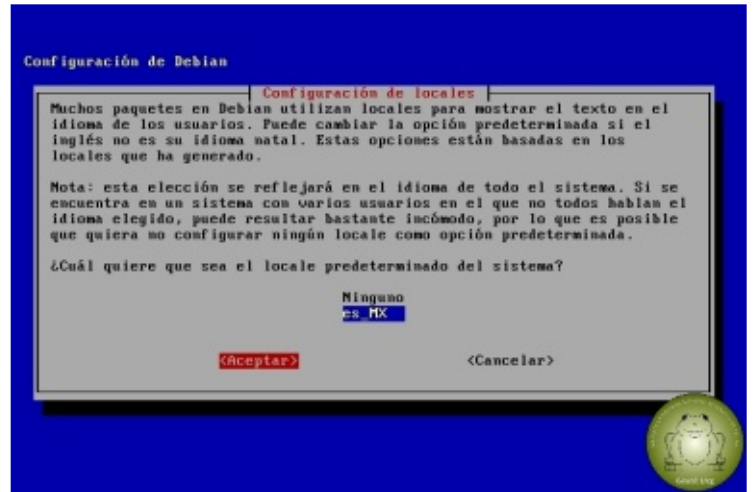 Configuración de Debian
Configuración de locales
Muchos paquetes en Debian utilizan locales para mostrar el texto en el
idioma de los usuarios. Puede cambiar la opción predeterminada si el
inglés no es su idioma natal. Estas opciones están basadas en los
locales que ha generado.
Nota: esta elección se reflejará en el idioma de todo el sistema. Si se
encuentra en un sistema con varios usuarios en el que no todos hablan el
idioma elegido, puede resultar bastante incómodo, por lo que es posible
que quiera no configurar ningún locale como opción predeterminada.
¿Cuál quiere que sea el locale predeterminado del sistema?
Ninguno
es_MX
<Aceptar> <Cancelar>